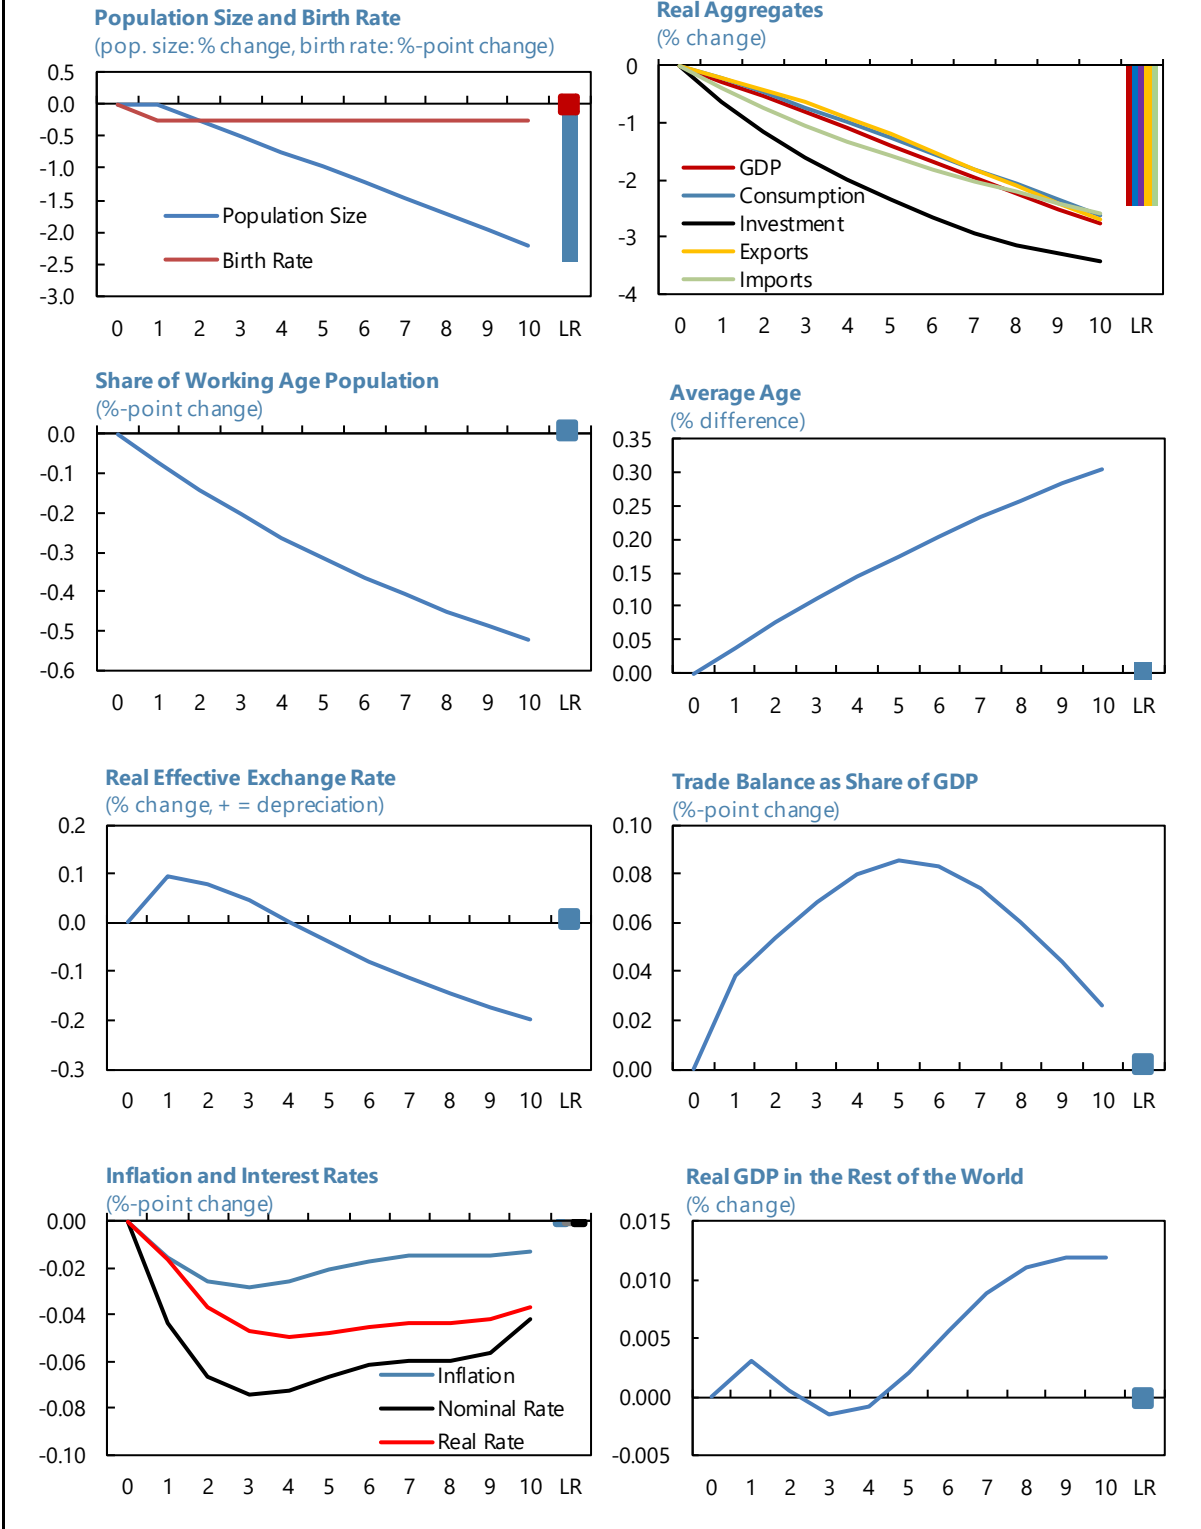 Population Size and Birth Rate
(pop. size: % change, birth rate: %-point change)
0.5
0.0
-0.5
-1.0
-1.5
-2.0
-2.5
-3.0
Population Size
Birth Rate
0 1 2 3 4 5 6 7 8 9 10 LR
Real Aggregates
(% change)
0
-1
-2
-3
-4
GDP
Consumption
Investment
Exports
Imports
0 1 2 3 4 5 6 7 8 9 10 LR
Share of Working Age Population
(%-point change)
0.0
-0.1
-0.2
-0.3
-0.4
-0.5
-0.6
0 1 2 3 4 5 6 7 8 9 10 LR
Average Age
(% difference)
0.35
0.30
0.25
0.20
0.15
0.10
0.05
0.00
0 1 2 3 4 5 6 7 8 9 10 LR
Real Effective Exchange Rate
(% change, + = depreciation)
0.2
0.1
0.0
-0.1
-0.2
-0.3
0 1 2 3 4 5 6 7 8 9 10 LR
Trade Balance as Share of GDP
(%-point change)
0.10
0.08
0.06
0.04
0.02
0.00
0 1 2 3 4 5 6 7 8 9 10 LR
Inflation and Interest Rates
(%-point change)
0.00
-0.02
-0.04
-0.06
-0.08
-0.10
Inflation
Nominal Rate
Real Rate
0 1 2 3 4 5 6 7 8 9 10 LR
Real GDP in the Rest of the World
(% change)
0.015
0.010
0.005
0.000
-0.005
0 1 2 3 4 5 6 7 8 9 10 LR